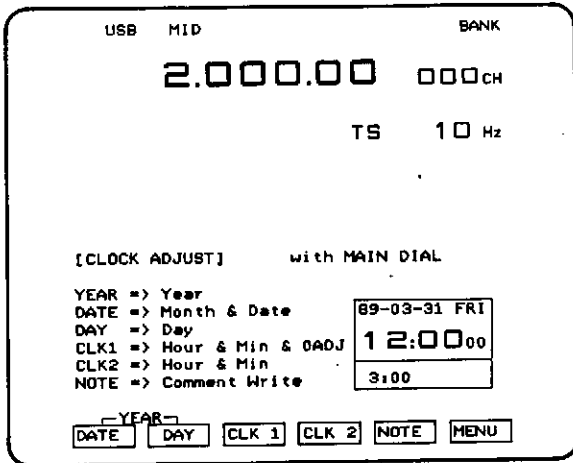 USB MID BANK
2.000.00 000CH
TS 10 Hz
[CLOCK ADJUST] with MAIN DIAL
YEAR => Year
DATE => Month & Date
DAY => Day
CLK1 => Hour & Min & 0ADJ
CLK2 => Hour & Min
NOTE => Comment Write
89-03-31 FRI
12:00 00
3:00
YEAR
DATE DAY CLK 1 CLK 2 NOTE MENU